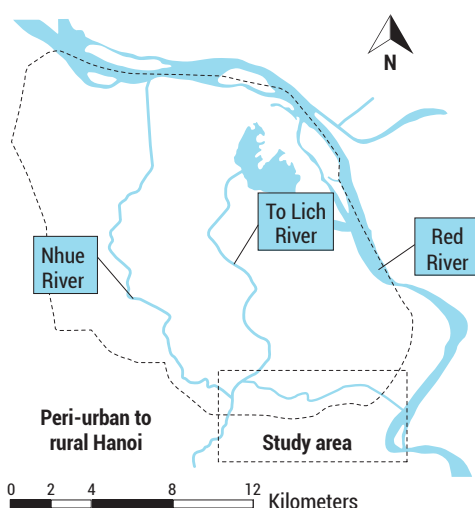 N
To Lich
River
Red
River
Nhue
River
Peri-urban to
rural Hanoi
Study area
0 2 4 8 12
Kilometers